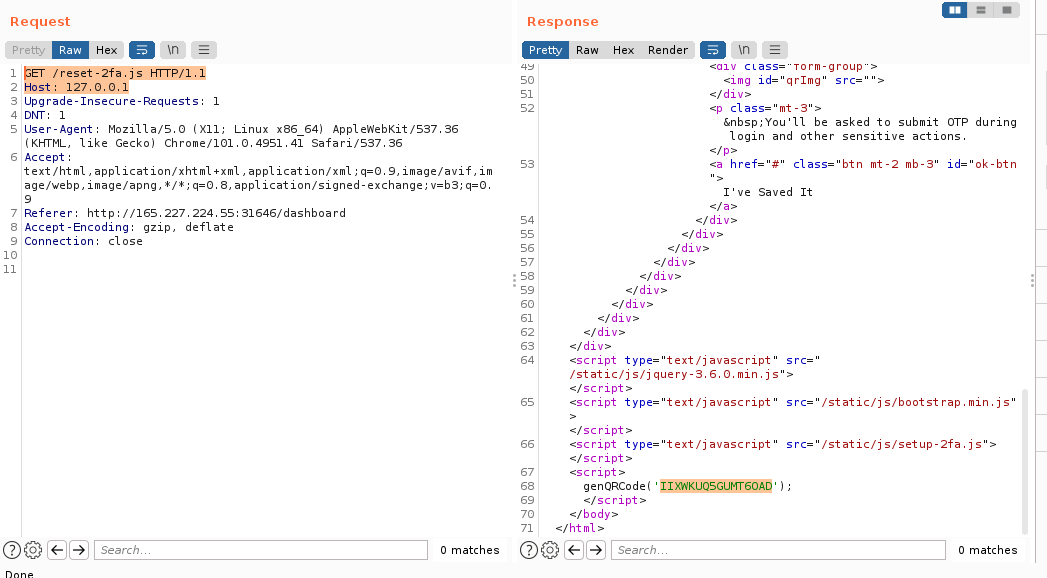 Request
Pretty Raw Hex \n
1 GET /reset-2fa.js HTTP/1.1
2 Host: 127.0.0.1
3 Upgrade-Insecure-Requests: 1
4 DNT: 1
5 User-Agent: Mozilla/5.0 (X11; Linux x86_64) AppleWebKit/537.36
(KHTML, like Gecko) Chrome/101.0.4951.41 Safari/537.36
6 Accept:
text/html,application/xhtml+xml,application/xml;q=0.9,image/avif,im
age/webp,image/apng,*/*;q=0.8,application/signed-exchange;v=b3;q=0.
9
7 Referer: http://165.227.224.55:31646/dashboard
8 Accept-Encoding: gzip, deflate
9 Connection: close
10
11
? Search... 0 matches
Done
Response
Pretty Raw Hex Render \n
49 <div class="form-group">
50 <img id="qrImg" src="">
51 </div>
52 <p class="mt-3">
&nbsp;You'll be asked to submit OTP during
login and other sensitive actions.
</p>
53 <a href="#" class="btn mt-2 mb-3" id="ok-btn
">
I've Saved It
</a>
54 </div>
55 </div>
56 </div>
57 </div>
58 </div>
59 </div>
60 </div>
61 </div>
62 </div>
63 </div>
64 <script type="text/javascript" src="
/static/js/jquery-3.6.0.min.js">
</script>
65 <script type="text/javascript" src="/static/js/bootstrap.min.js"
>
</script>
66 <script type="text/javascript" src="/static/js/setup-2fa.js">
</script>
67 <script>
68 genQRCode('IIXWKUQ5GUMT6OAD');
69 </script>
70 </body>
71 </html>
? Search... 0 matches